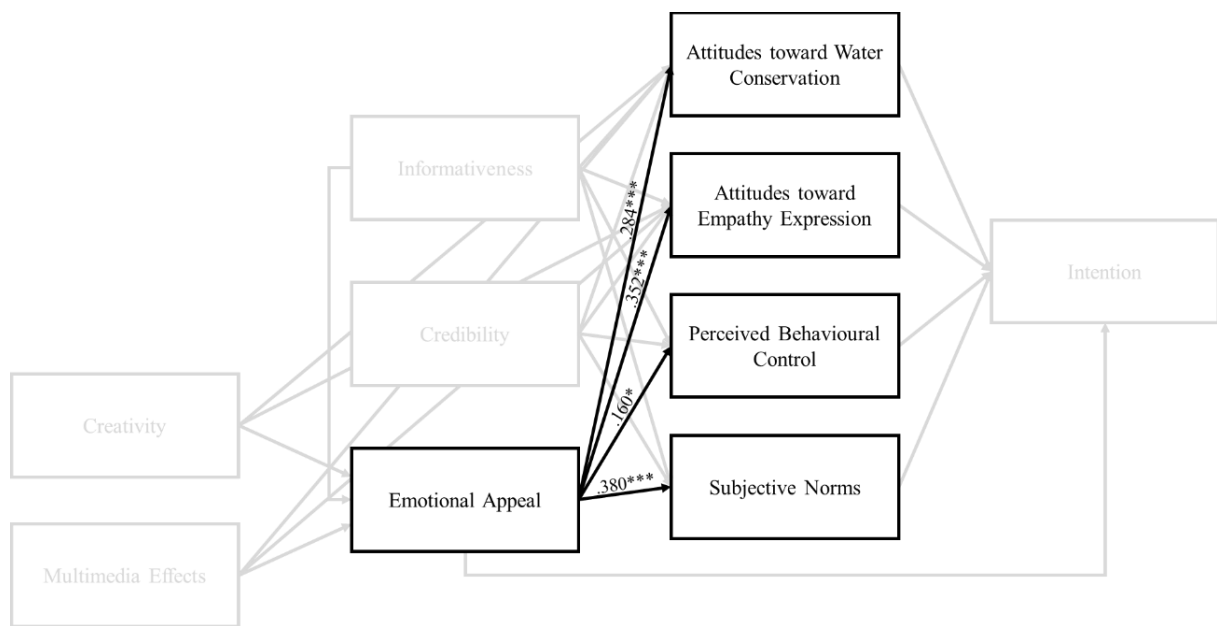 Attitudes toward Water
Conservation
Informativeness
Attitudes toward
Empathy Expression
.284***
.352***
Intention
Credibility
Perceived Behavioural
Control
.160*
Creativity
.380***
Emotional Appeal
Subjective Norms
Multimedia Effects